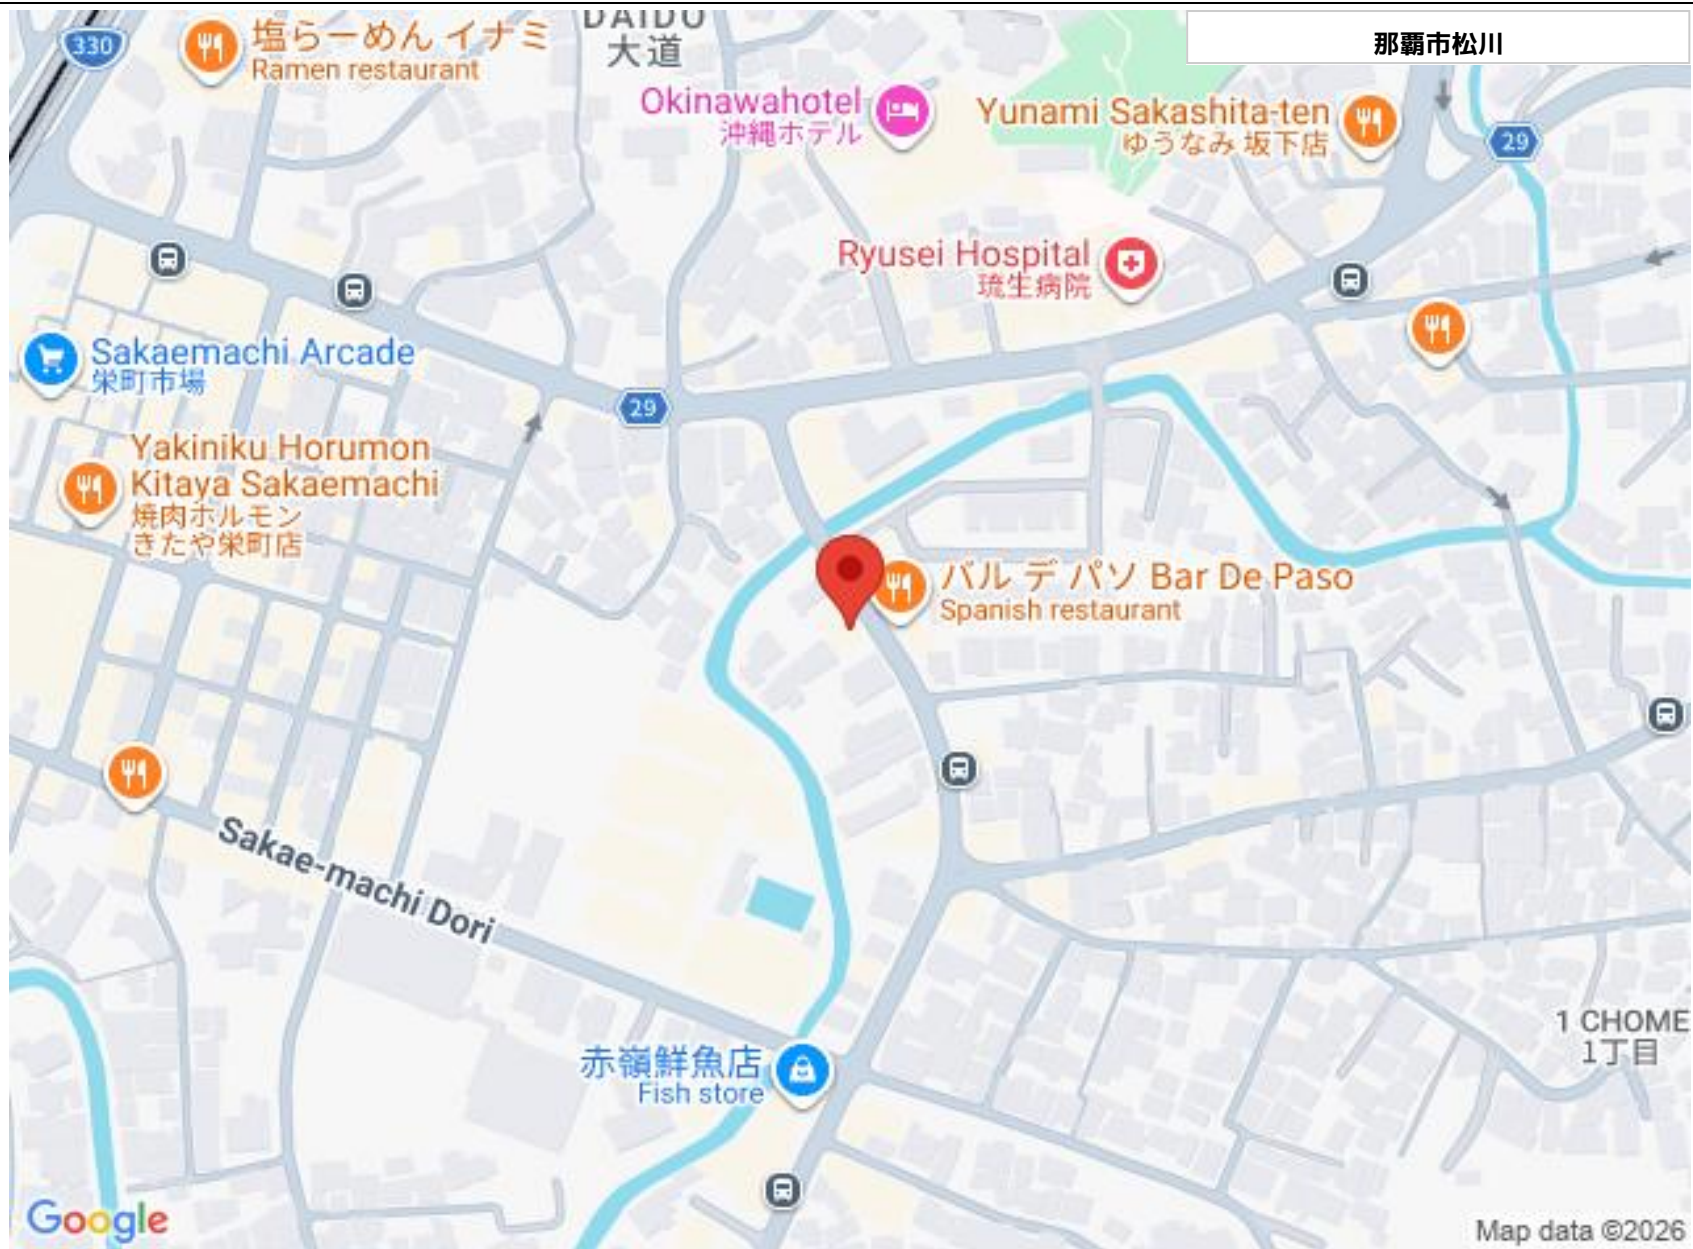 DAIDO
大道
那覇市松川
330
塩らーめん イナミ
Ramen restaurant
Okinawahotel
沖縄ホテル
Yunami Sakashita-ten
ゆうなみ 坂下店
29
Ryusei Hospital
琉生病院
Sakaemachi Arcade
栄町市場
29
Yakiniku Horumon
Kitaya Sakaemachi
焼肉ホルモン
きたや栄町店
バル デ パソ Bar De Paso
Spanish restaurant
Sakae-machi Dori
1 CHOME
1丁目
赤嶺鮮魚店
Fish store
Google
Map data ©2026